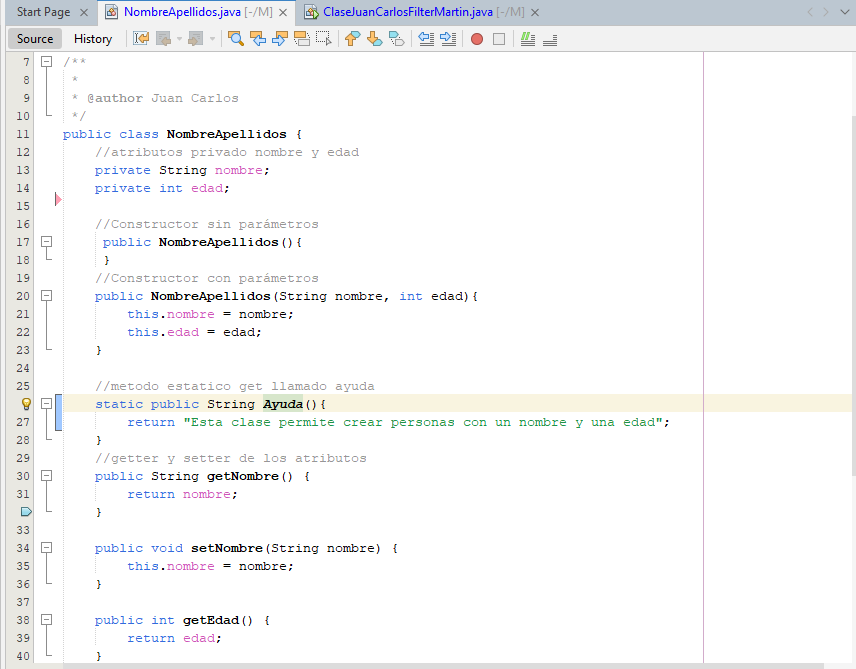 Start Page NombreApellidos.java [-/M] ClaseJuanCarlosFilterMartin.java [-/M]
Source History
7 /**
8  *
9  * @author Juan Carlos
10  */
11 public class NombreApellidos {
12     //atributos privado nombre y edad
13     private String nombre;
14     private int edad;
15
16     //Constructor sin parámetros
17      public NombreApellidos(){
18      }
19     //Constructor con parámetros
20     public NombreApellidos(String nombre, int edad){
21         this.nombre = nombre;
22         this.edad = edad;
23     }
24
25     //metodo estatico get llamado ayuda
    static public String Ayuda(){
27         return "Esta clase permite crear personas con un nombre y una edad";
28     }
29     //getter y setter de los atributos
30     public String getNombre() {
31         return nombre;
    }
33
34     public void setNombre(String nombre) {
35         this.nombre = nombre;
36     }
37
38     public int getEdad() {
39         return edad;
40     }